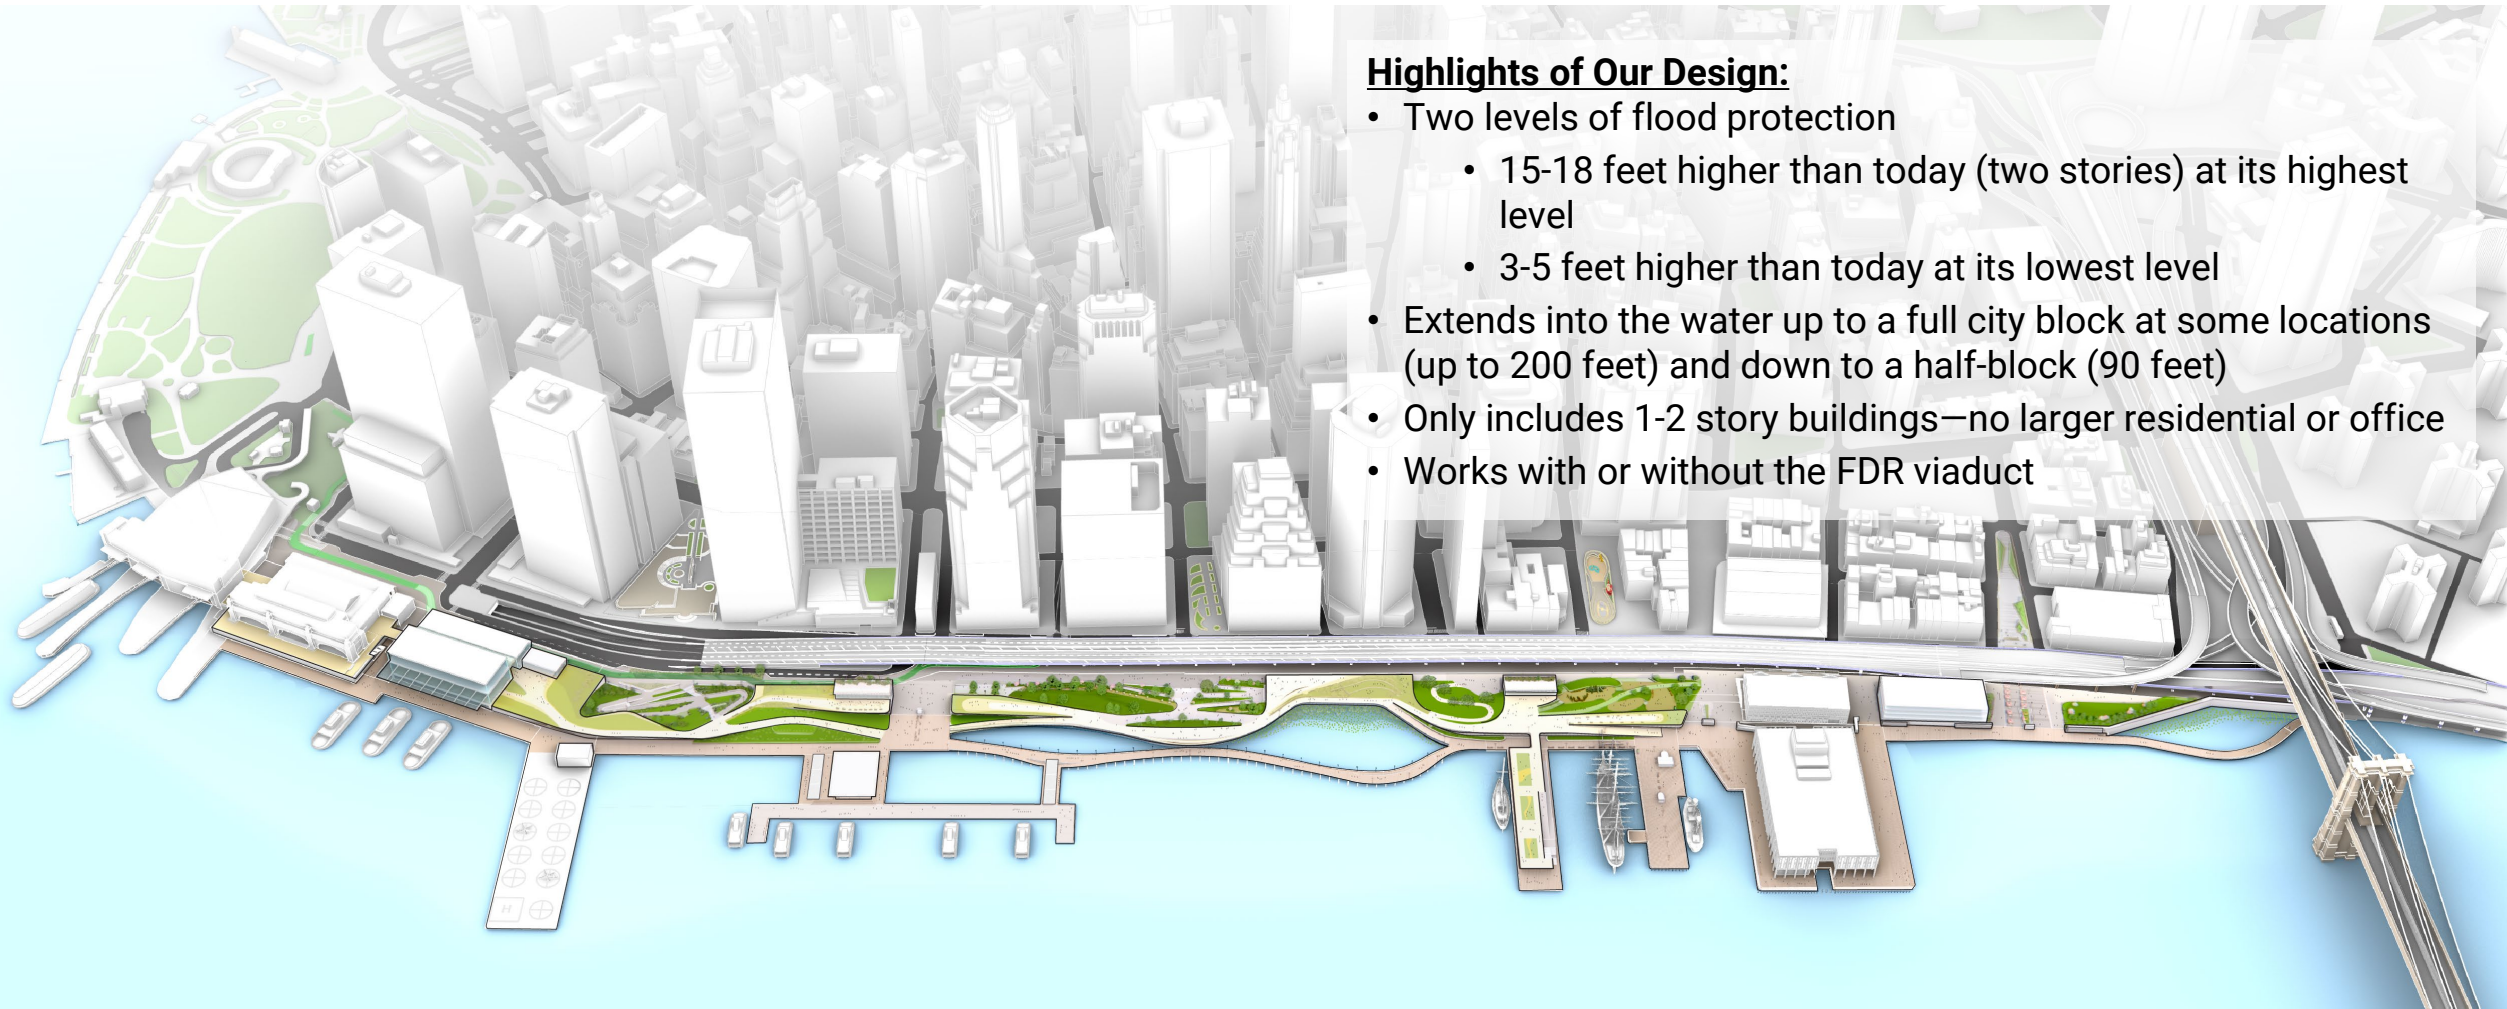 Highlights of Our Design:
• Two levels of flood protection
• 15-18 feet higher than today (two stories) at its highest
level
• 3-5 feet higher than today at its lowest level
• Extends into the water up to a full city block at some locations
(up to 200 feet) and down to a half-block (90 feet)
• Only includes 1-2 story buildings—no larger residential or office
• Works with or without the FDR viaduct
H